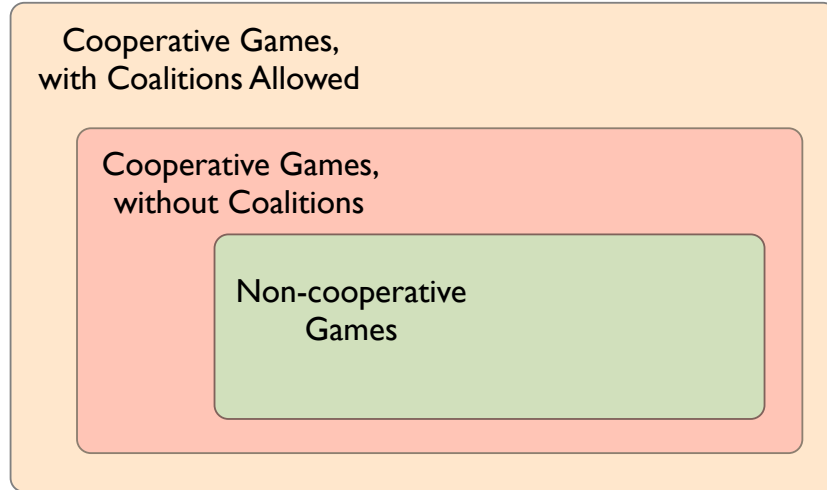 Cooperative Games,
with Coalitions Allowed
Cooperative Games,
without Coalitions
Non-cooperative
Games